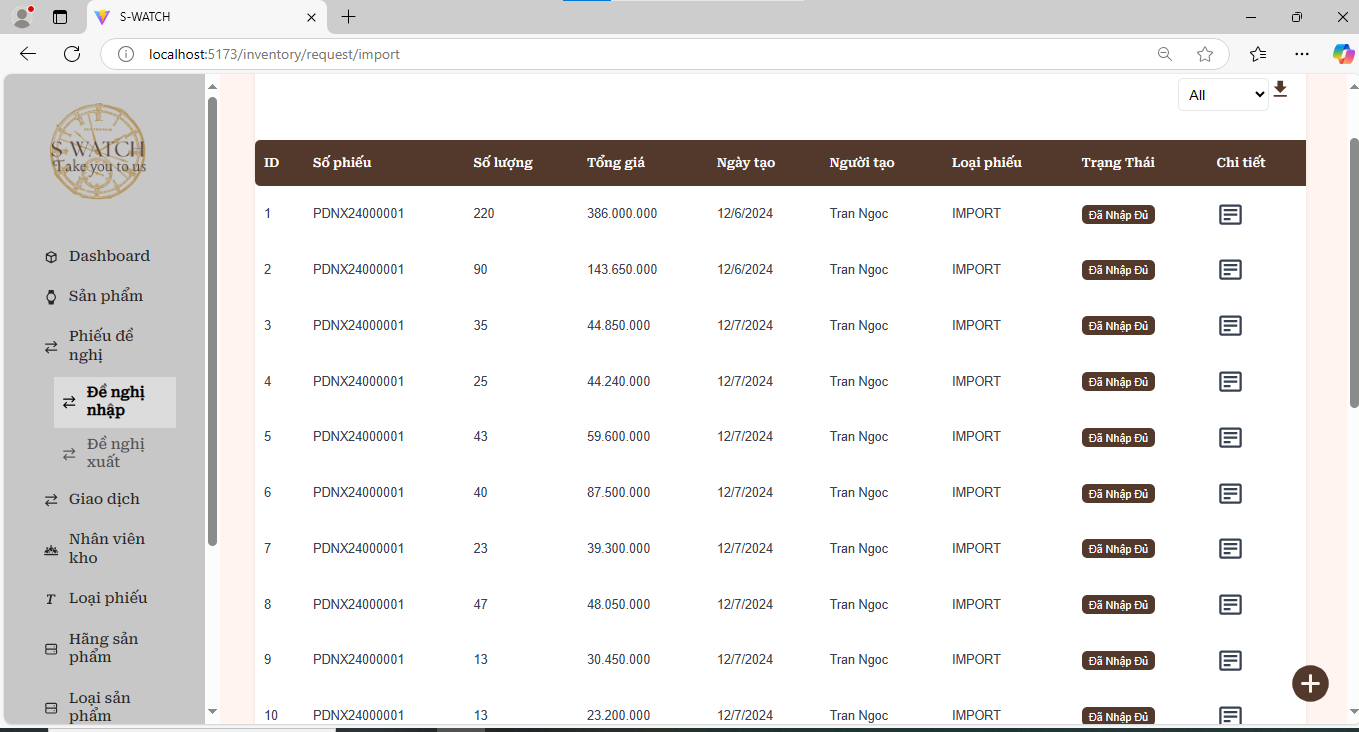 S-WATCH
localhost:5173/inventory/request/import
S-WATCH
Take you to us
Dashboard
Sản phẩm
Phiếu đề
nghị
Đề nghị
nhập
Đề nghị
xuất
Giao dịch
Nhân viên
kho
Loại phiếu
Hãng sản
phẩm
Loại sản
phẩm
All
ID Số phiếu Số lượng Tổng giá Ngày tạo Người tạo Loại phiếu Trạng Thái Chi tiết
1 PDNX24000001 220 386.000.000 12/6/2024 Tran Ngoc IMPORT Đã Nhập Đủ
2 PDNX24000001 90 143.650.000 12/6/2024 Tran Ngoc IMPORT Đã Nhập Đủ
3 PDNX24000001 35 44.850.000 12/7/2024 Tran Ngoc IMPORT Đã Nhập Đủ
4 PDNX24000001 25 44.240.000 12/7/2024 Tran Ngoc IMPORT Đã Nhập Đủ
5 PDNX24000001 43 59.600.000 12/7/2024 Tran Ngoc IMPORT Đã Nhập Đủ
6 PDNX24000001 40 87.500.000 12/7/2024 Tran Ngoc IMPORT Đã Nhập Đủ
7 PDNX24000001 23 39.300.000 12/7/2024 Tran Ngoc IMPORT Đã Nhập Đủ
8 PDNX24000001 47 48.050.000 12/7/2024 Tran Ngoc IMPORT Đã Nhập Đủ
9 PDNX24000001 13 30.450.000 12/7/2024 Tran Ngoc IMPORT Đã Nhập Đủ
10 PDNX24000001 13 23.200.000 12/7/2024 Tran Ngoc IMPORT Đã Nhập Đủ